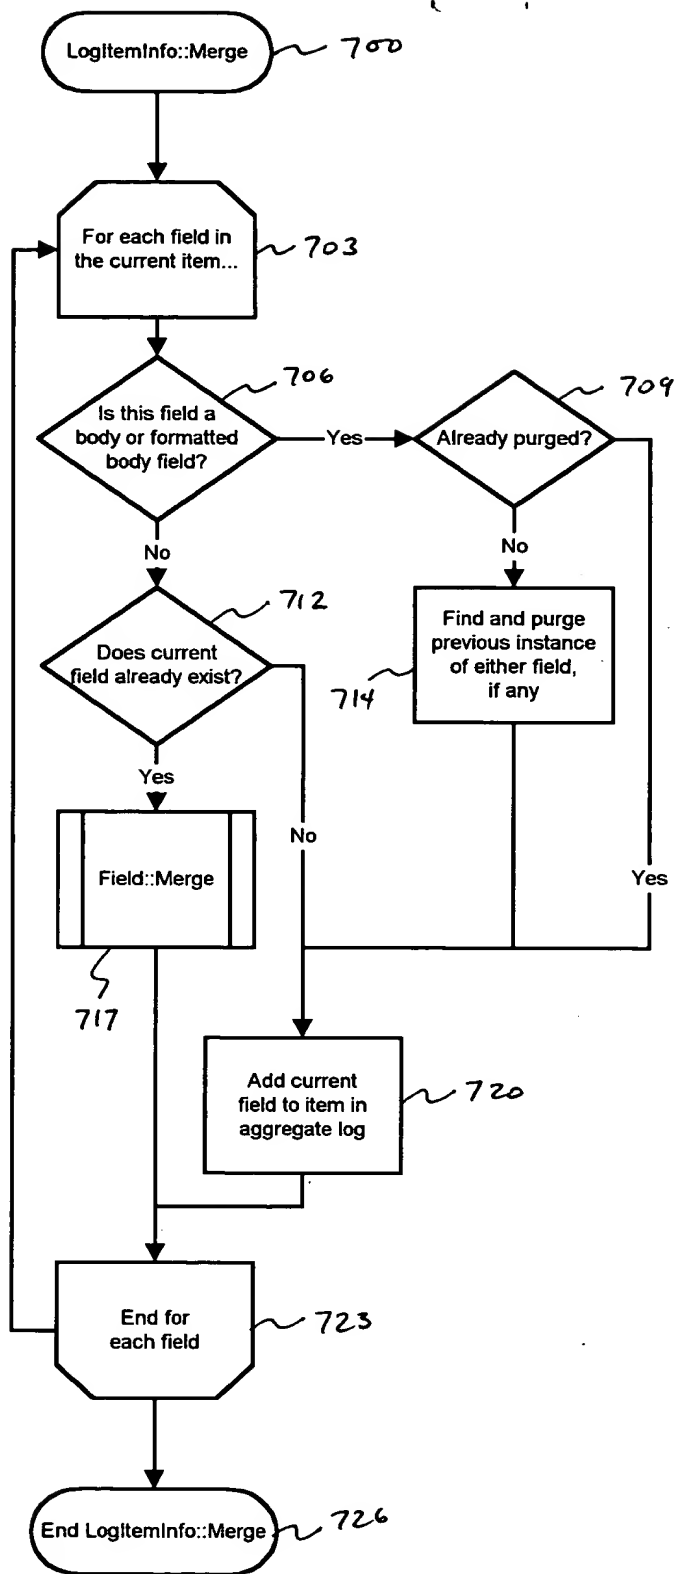 LogItemInfo::Merge
700
For each field in
the current item...
703
706
709
Is this field a
body or formatted
body field?
Yes
Already purged?
No
No
712
Find and purge
previous instance
of either field,
if any
714
Does current
field already exist?
Yes
No
Field::Merge
Yes
717
Add current
field to item in
aggregate log
720
End for
each field
723
End LogItemInfo::Merge
726